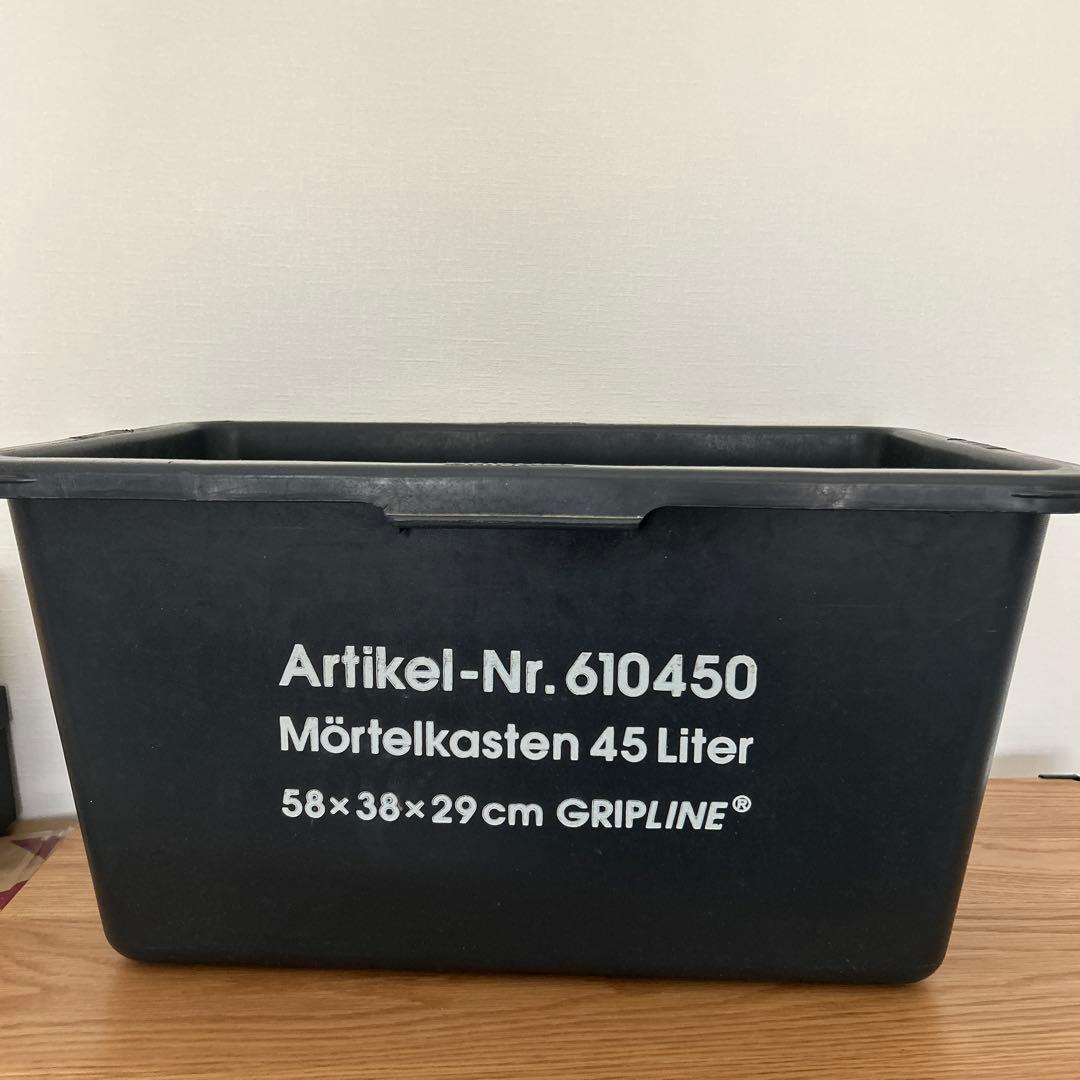 Artikel-Nr. 610450
Mörtelkasten 45 Liter
58×38×29cm GRIPLINE®